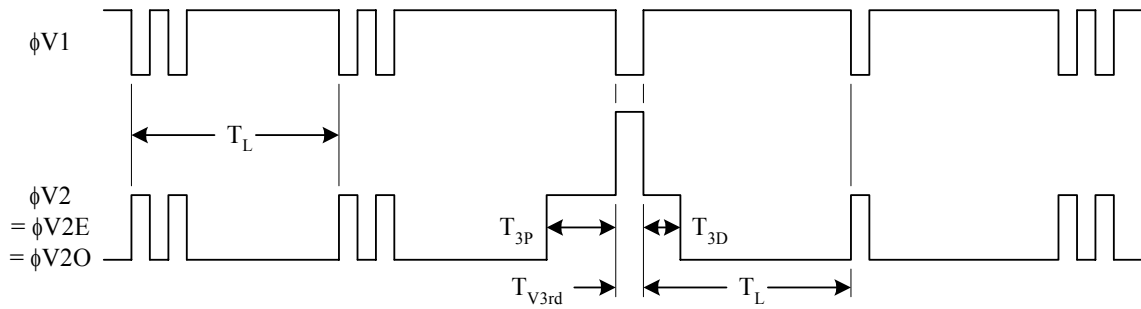 ϕV1
T_L
ϕV2
= ϕV2E
= ϕV2O
T_3P
T_3D
T_V3rd
T_L